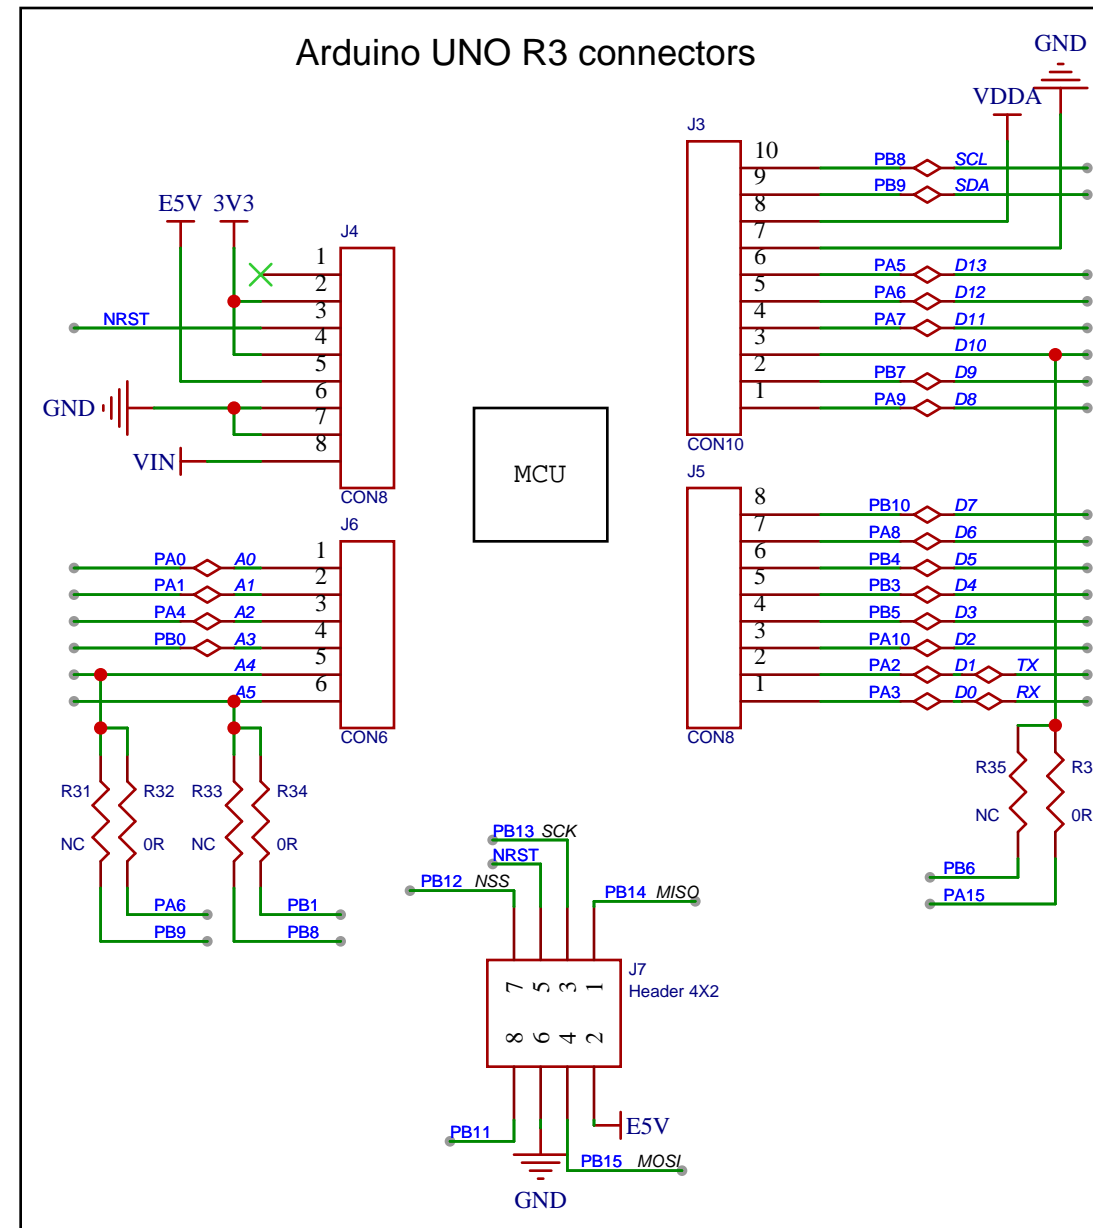 Arduino UNO R3 connectors
GND
VDDA
J3
10 PB8 SCL
9 PB9 SDA
8
7
6 PA5 D13
5 PA6 D12
4 PA7 D11
3 D10
2 PB7 D9
1 PA9 D8
CON10
E5V 3V3
J4
1
2
NRST 3
4
5
GND 6
7
VIN 8
CON8
MCU
J5
8 PB10 D7
7 PA8 D6
6 PB4 D5
5 PB3 D4
4 PB5 D3
3 PA10 D2
2 PA2 D1 TX
1 PA3 D0 RX
CON8
J6
PA0 A0 1
PA1 A1 2
PA4 A2 3
PB0 A3 4
A4 5
A5 6
CON6
R31 R32 R33 R34
NC 0R NC 0R
PA6 PB1
PB9 PB8
R35 R3
NC 0R
PB6
PA15
PB13 SCK
NRST
PB12 NSS
PB14 MISO
J7
Header 4X2
7 5 3 1
8 6 4 2
PB11
E5V
PB15 MOSI
GND